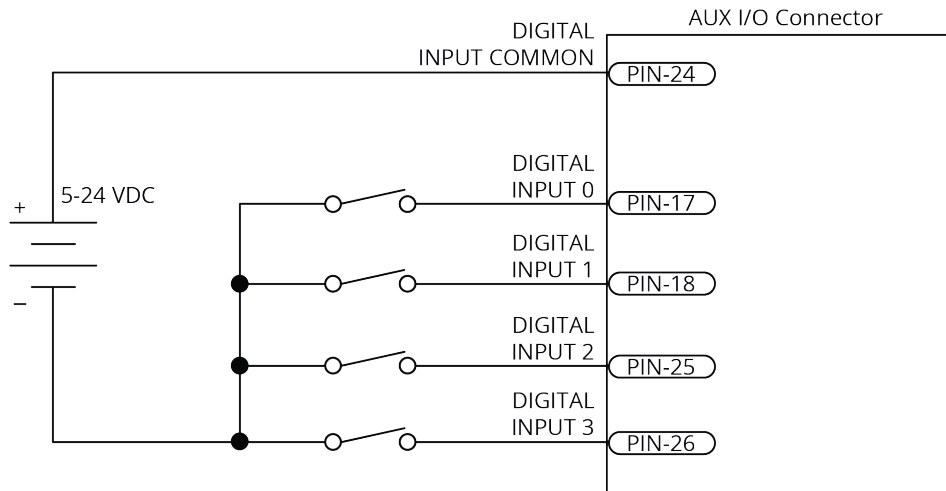 AUX I/O Connector
DIGITAL
INPUT COMMON
PIN-24
5-24 VDC
+
–
DIGITAL
INPUT 0
PIN-17
DIGITAL
INPUT 1
PIN-18
DIGITAL
INPUT 2
PIN-25
DIGITAL
INPUT 3
PIN-26